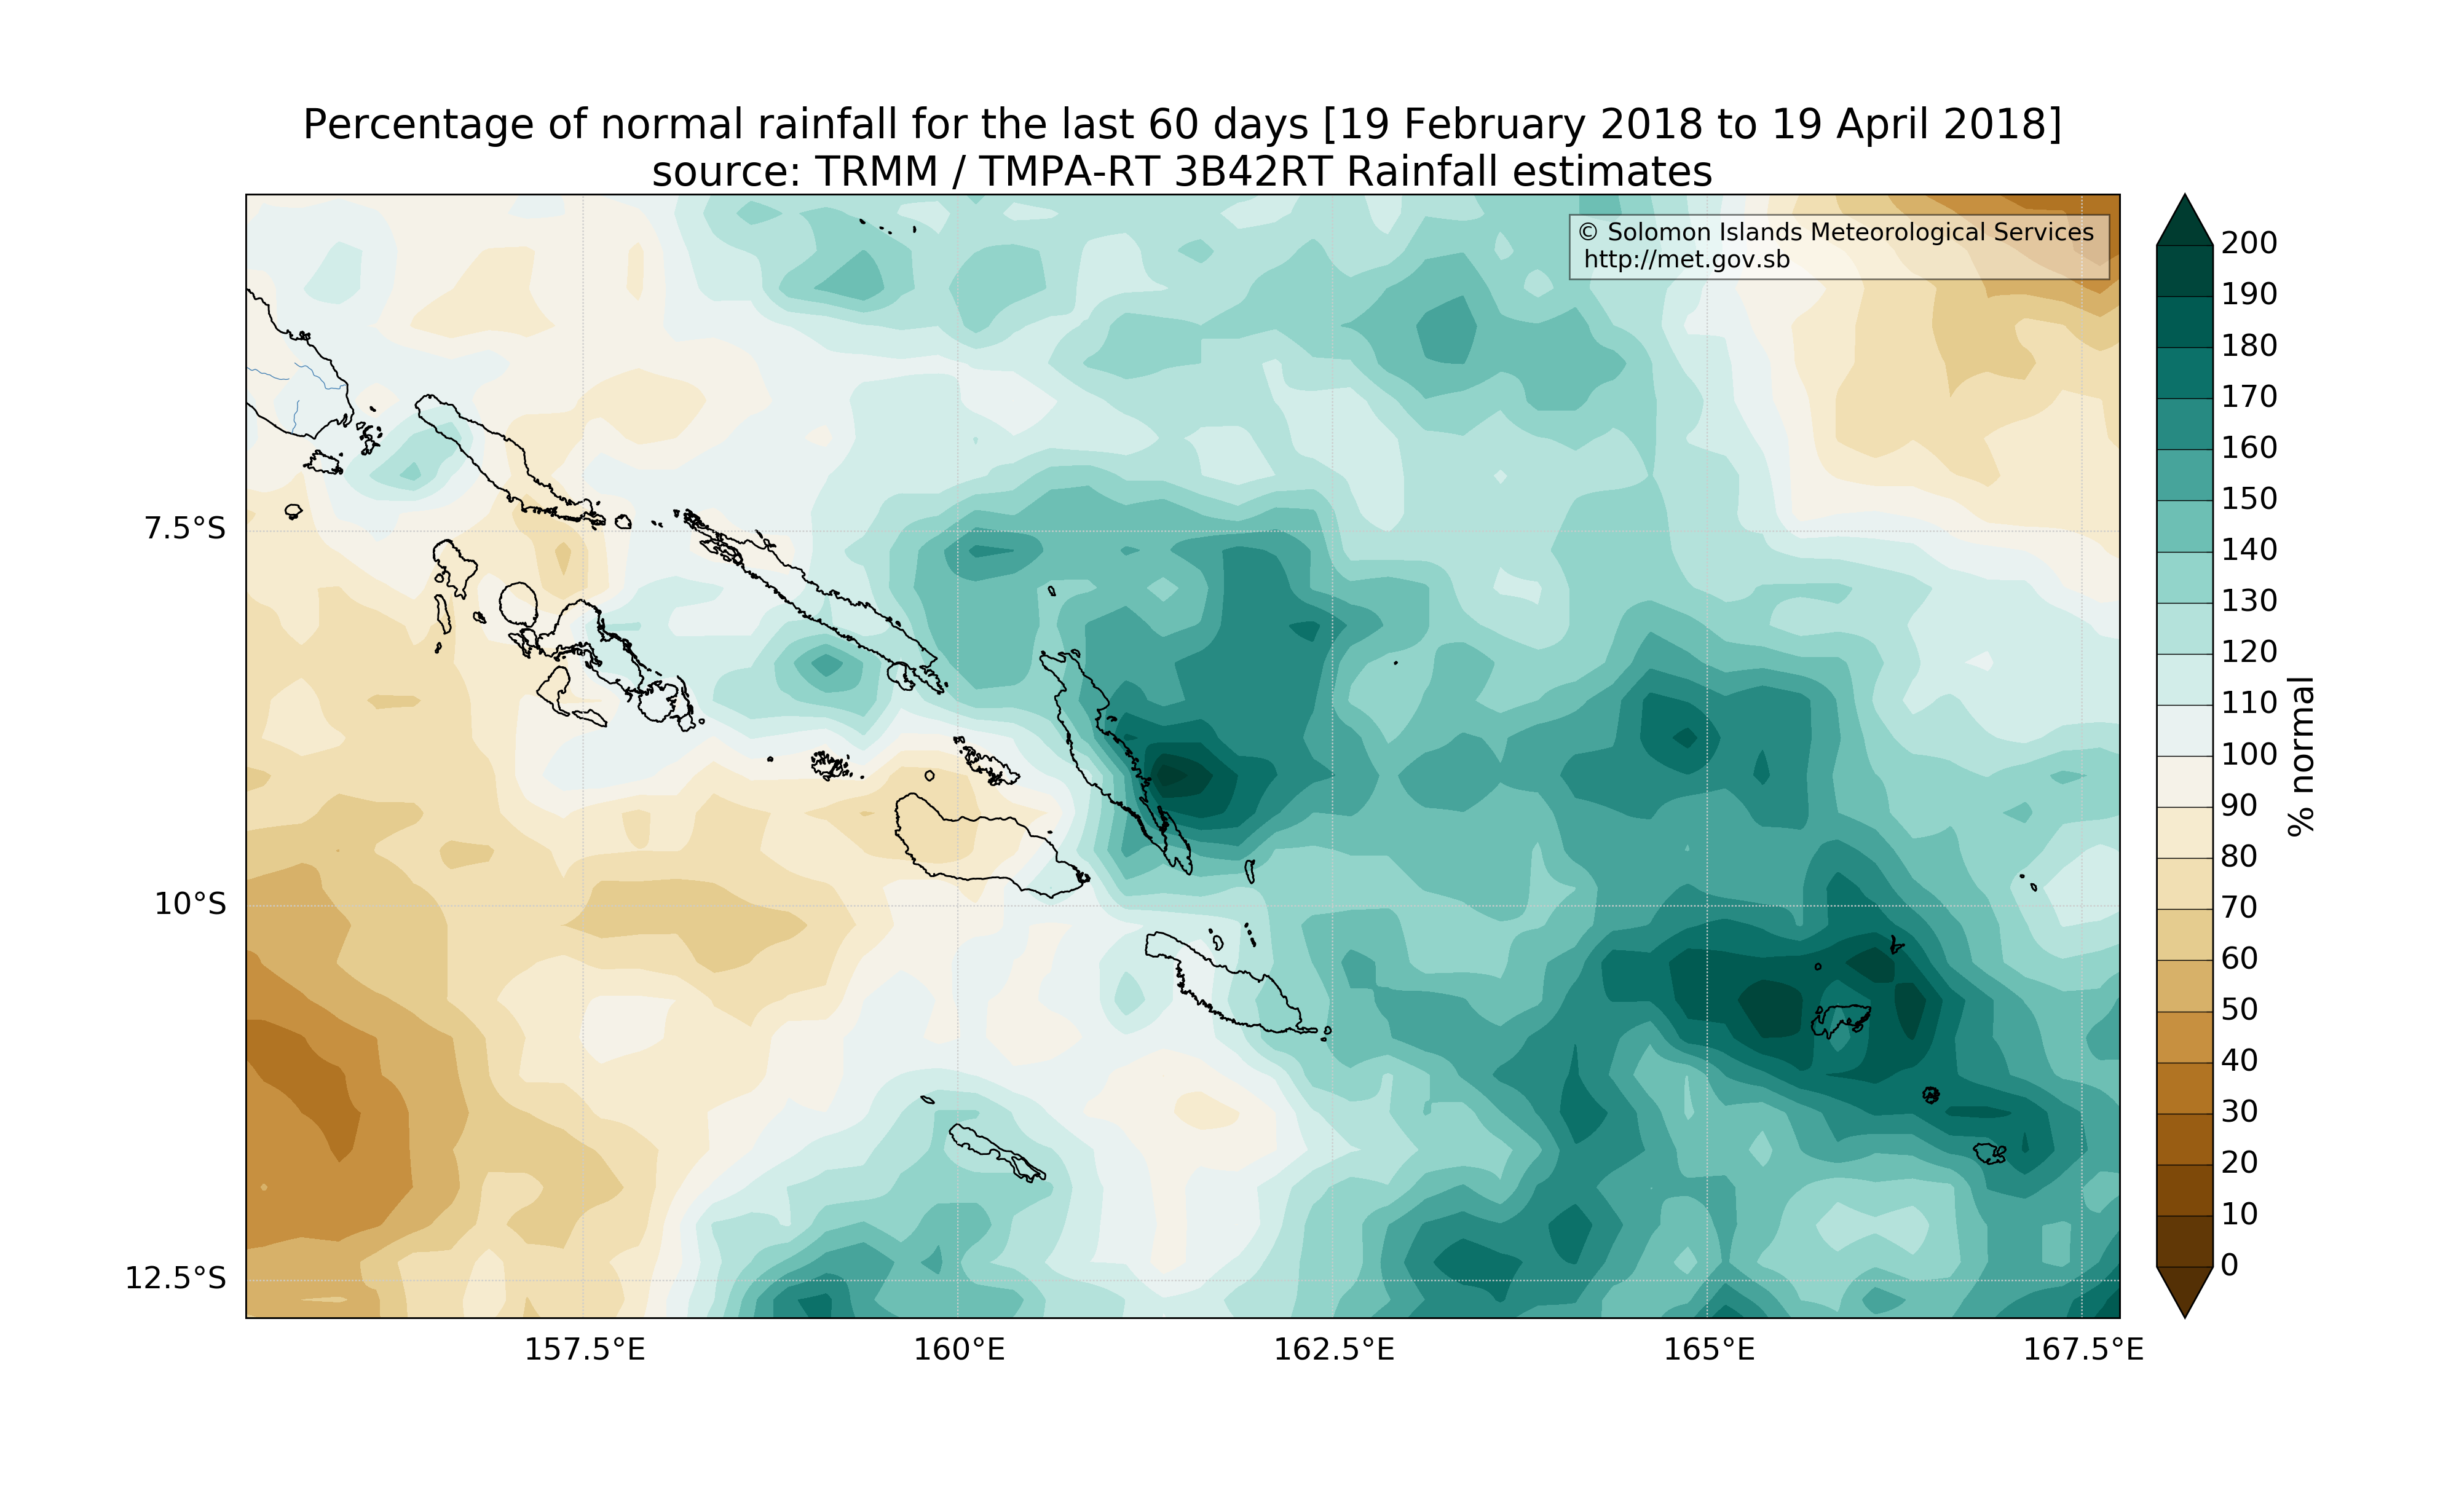 Percentage of normal rainfall for the last 60 days [19 February 2018 to 19 April 2018]
source: TRMM / TMPA-RT 3B42RT Rainfall estimates
© Solomon Islands Meteorological Services
http://met.gov.sb
7.5°S
10°S
12.5°S
157.5°E
160°E
162.5°E
165°E
167.5°E
200
190
180
170
160
150
140
130
120
110
100
90
80
70
60
50
40
30
20
10
0
% normal